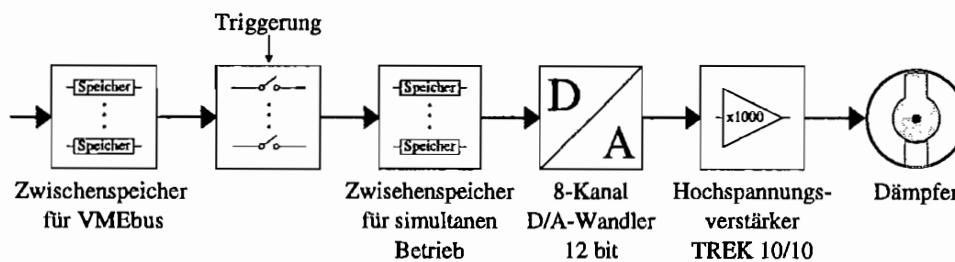 Triggerung
Speicher
Speicher
Speicher
Speicher
D
A
x1000
Zwischenspeicher
für VMEbus
Zwisehenspeicher
für simultanen
Betrieb
8-Kanal
D/A-Wandler
12 bit
Hochspannungs-
verstärker
TREK 10/10
Dämpfer